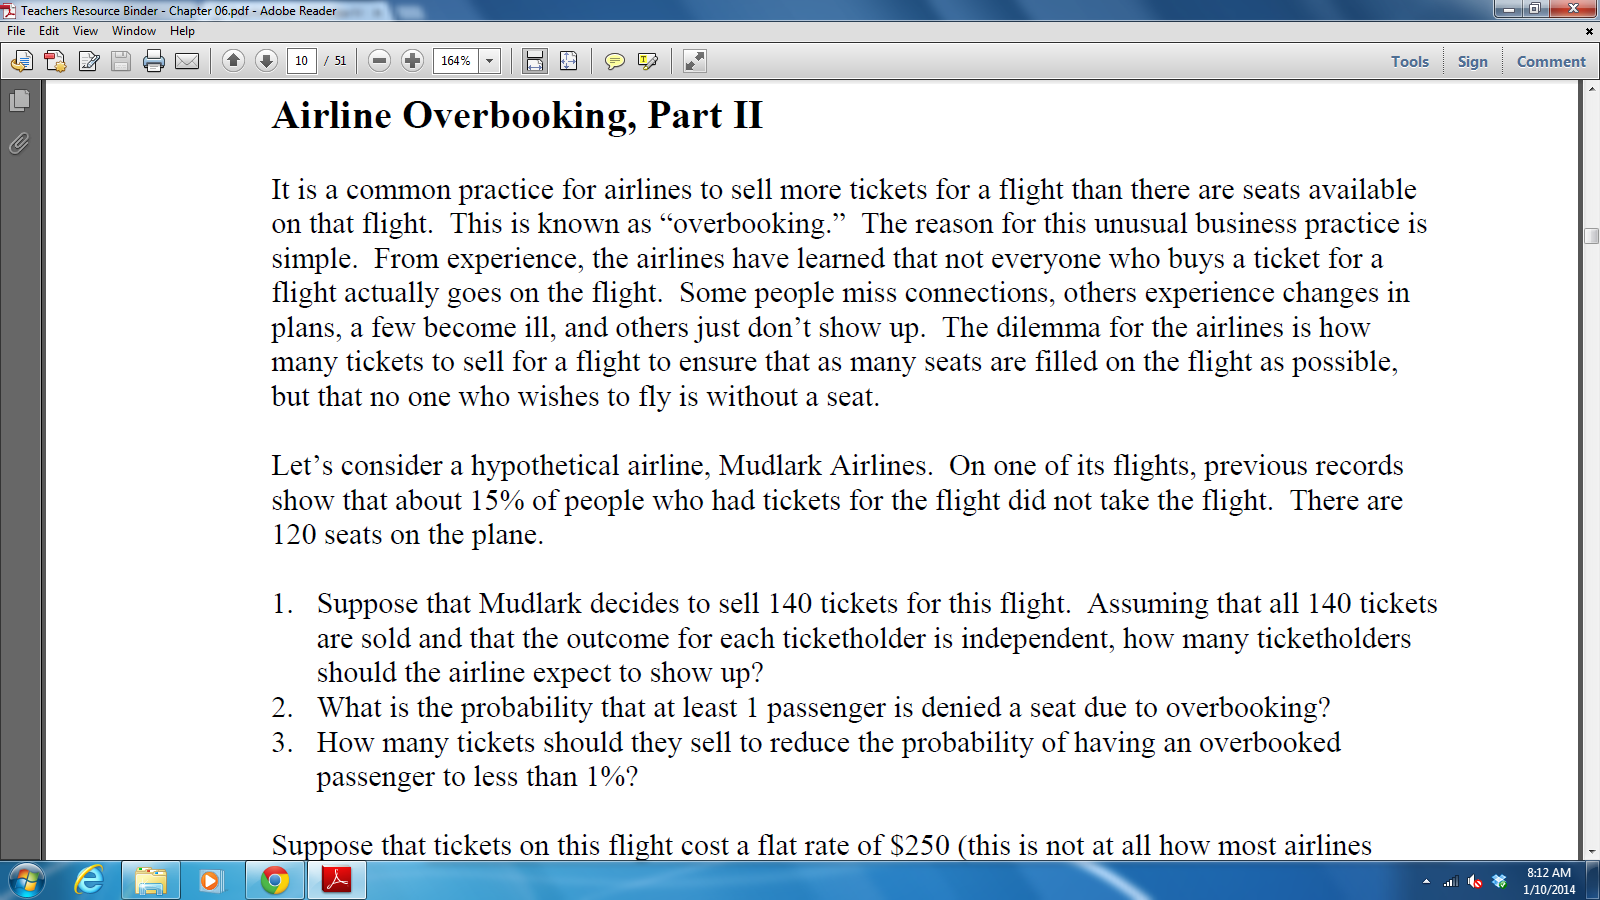 Teachers Resource Binder - Chapter 06.pdf - Adobe Reader
File Edit View Window Help
10 / 51 164% Tools Sign Comment
Airline Overbooking, Part II
It is a common practice for airlines to sell more tickets for a flight than there are seats available
on that flight. This is known as “overbooking.” The reason for this unusual business practice is
simple. From experience, the airlines have learned that not everyone who buys a ticket for a
flight actually goes on the flight. Some people miss connections, others experience changes in
plans, a few become ill, and others just don’t show up. The dilemma for the airlines is how
many tickets to sell for a flight to ensure that as many seats are filled on the flight as possible,
but that no one who wishes to fly is without a seat.
Let’s consider a hypothetical airline, Mudlark Airlines. On one of its flights, previous records
show that about 15% of people who had tickets for the flight did not take the flight. There are
120 seats on the plane.
1. Suppose that Mudlark decides to sell 140 tickets for this flight. Assuming that all 140 tickets
are sold and that the outcome for each ticketholder is independent, how many ticketholders
should the airline expect to show up?
2. What is the probability that at least 1 passenger is denied a seat due to overbooking?
3. How many tickets should they sell to reduce the probability of having an overbooked
passenger to less than 1%?
Suppose that tickets on this flight cost a flat rate of $250 (this is not at all how most airlines
8:12 AM
1/10/2014